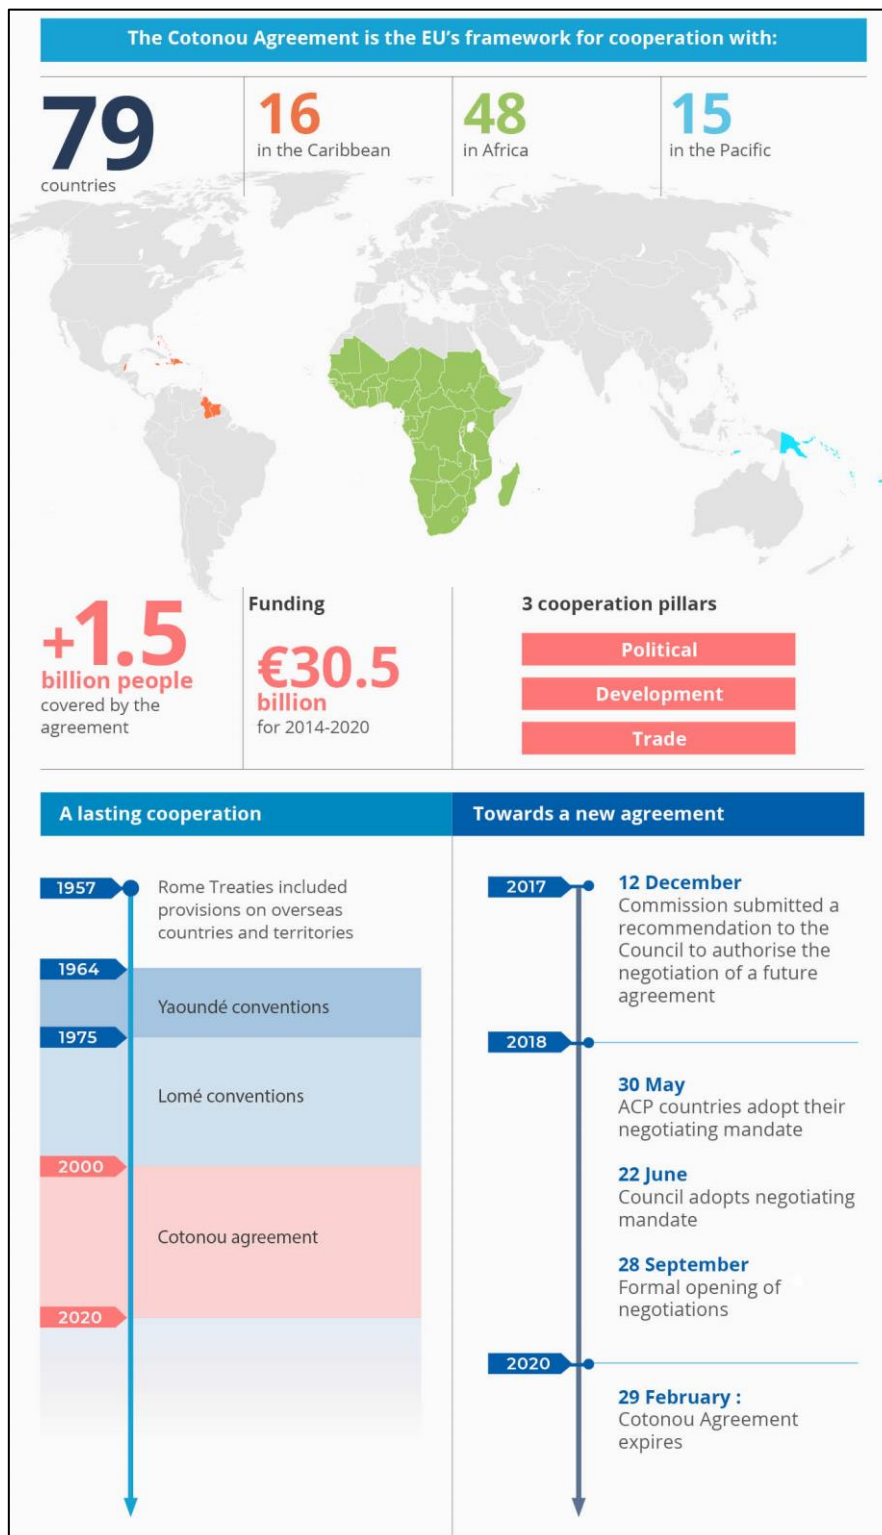 The Cotonou Agreement is the EU's framework for cooperation with:
79
countries
16
in the Caribbean
48
in Africa
15
in the Pacific
+1.5
billion people
covered by the
agreement
Funding
€30.5
billion
for 2014-2020
3 cooperation pillars
Political
Development
Trade
A lasting cooperation
1957
Rome Treaties included
provisions on overseas
countries and territories
1964
Yaoundé conventions
1975
Lomé conventions
2000
Cotonou agreement
2020
Towards a new agreement
2017
12 December
Commission submitted a
recommendation to the
Council to authorise the
negotiation of a future
agreement
2018
30 May
ACP countries adopt their
negotiating mandate
22 June
Council adopts negotiating
mandate
28 September
Formal opening of
negotiations
2020
29 February :
Cotonou Agreement
expires